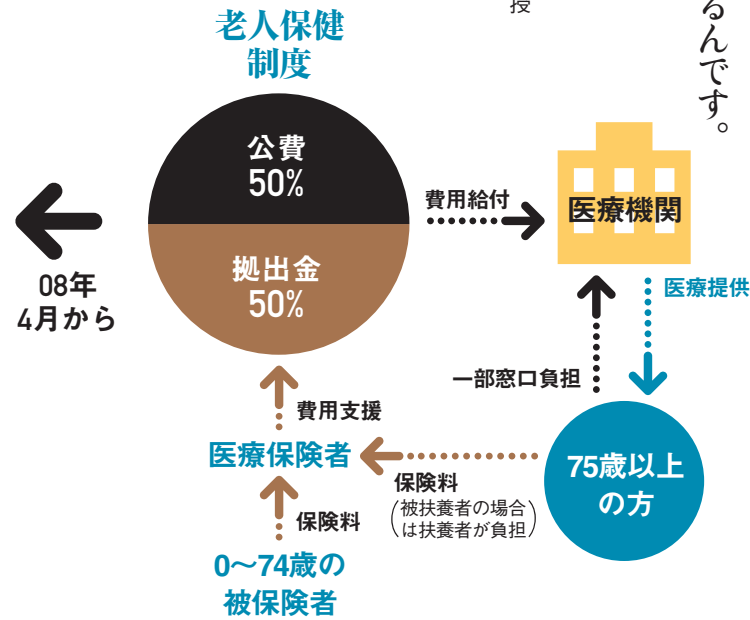 るんです。
授
老人保健
制度
公費
50%
拠出金
50%
費用給付
医療機関
08年
4月から
医療提供
一部窓口負担
費用支援
医療保険者
保険料
(被扶養者の場合
は扶養者が負担)
75歳以上
の方
保険料
0〜74歳の
被保険者